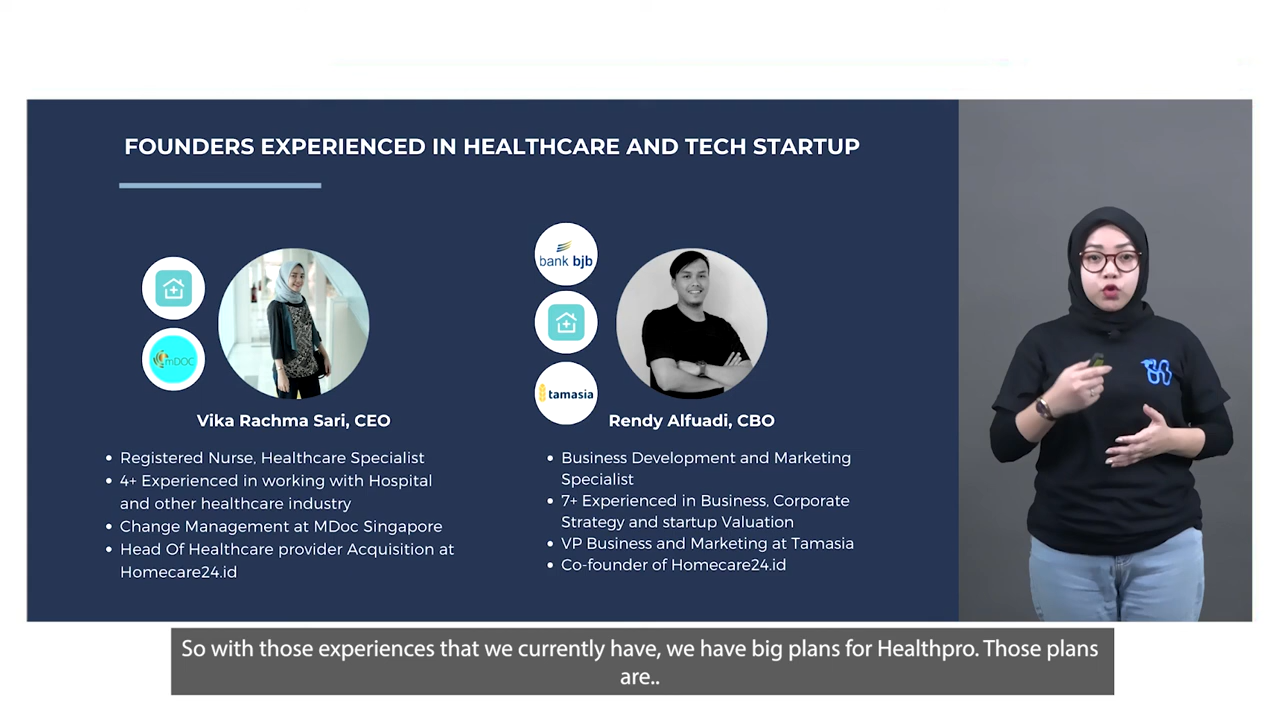 FOUNDERS EXPERIENCED IN HEALTHCARE AND TECH STARTUP
bank bjb
mDOC
tamasia
Vika Rachma Sari, CEO
Registered Nurse, Healthcare Specialist
4+ Experienced in working with Hospital
and other healthcare industry
Change Management at MDoc Singapore
Head Of Healthcare provider Acquisition at
Homecare24.id
Rendy Alfuadi, CBO
Business Development and Marketing
Specialist
7+ Experienced in Business, Corporate
Strategy and startup Valuation
VP Business and Marketing at Tamasia
Co-founder of Homecare24.id
So with those experiences that we currently have, we have big plans for Healthpro. Those plans
are..